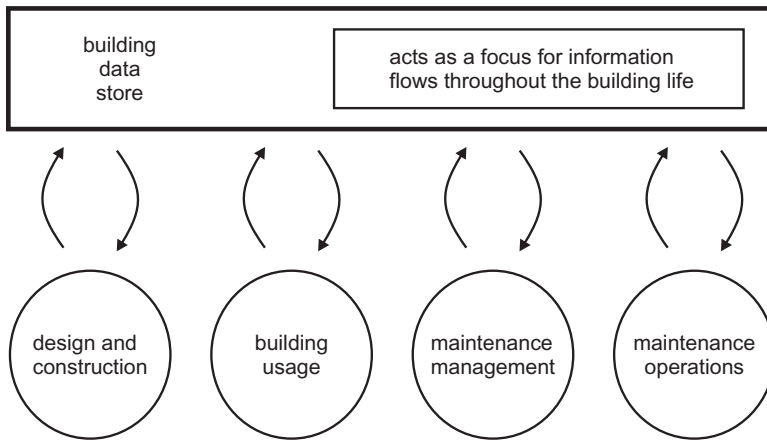 building
data
store
acts as a focus for information
flows throughout the building life
design and
construction
building
usage
maintenance
management
maintenance
operations